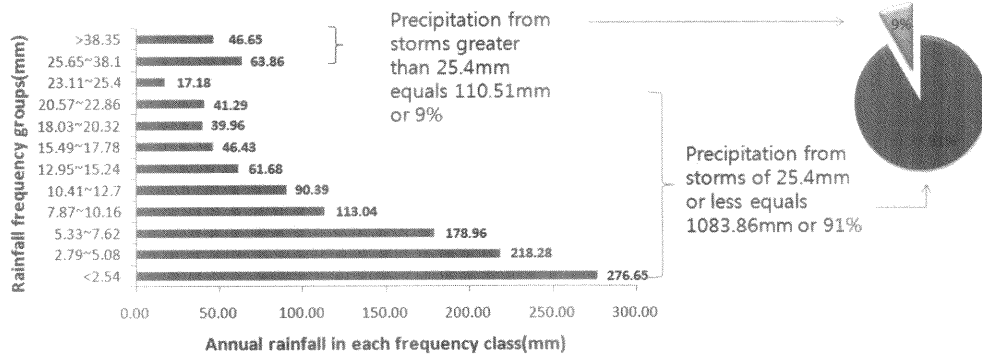 Rainfall frequency groups(mm)
>38.35
25.65~38.1
23.11~25.4
20.57~22.86
18.03~20.32
15.49~17.78
12.95~15.24
10.41~12.7
7.87~10.16
5.33~7.62
2.79~5.08
<2.54
46.65
63.86
17.18
41.29
39.96
46.43
61.68
90.39
113.04
178.96
218.28
276.65
0.00 50.00 100.00 150.00 200.00 250.00 300.00
Annual rainfall in each frequency class(mm)
Precipitation from
storms greater
than 25.4mm
equals 110.51mm
or 9%
Precipitation from
storms of 25.4mm
or less equals
1083.86mm or 91%
9%